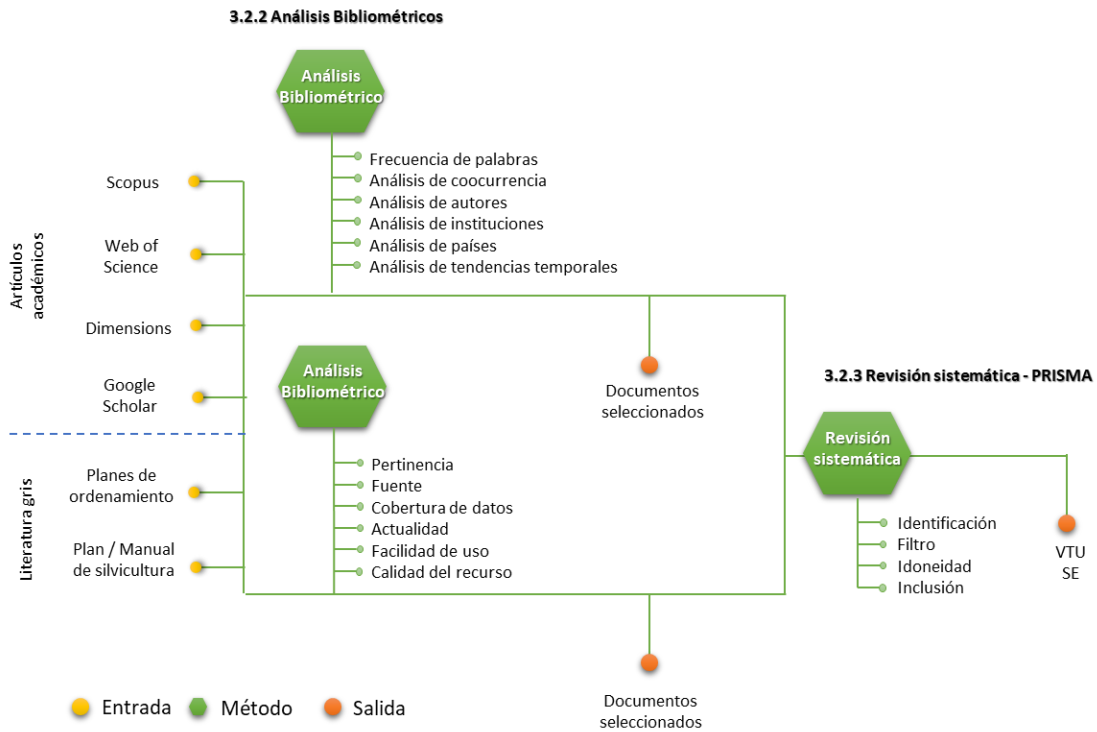 3.2.2 Análisis Bibliométricos
Análisis
Bibliométrico
Frecuencia de palabras
Análisis de coocurrencia
Análisis de autores
Análisis de instituciones
Análisis de países
Análisis de tendencias temporales
Artículos
académicos
Scopus
Web of
Science
Dimensions
Google
Scholar
Literatura gris
Planes de
ordenamiento
Plan / Manual
de silvicultura
Análisis
Bibliométrico
Pertinencia
Fuente
Cobertura de datos
Actualidad
Facilidad de uso
Calidad del recurso
Documentos
seleccionados
Documentos
seleccionados
3.2.3 Revisión sistemática - PRISMA
Revisión
sistemática
Identificación
Filtro
Idoneidad
Inclusión
VTU
SE
Entrada
Método
Salida